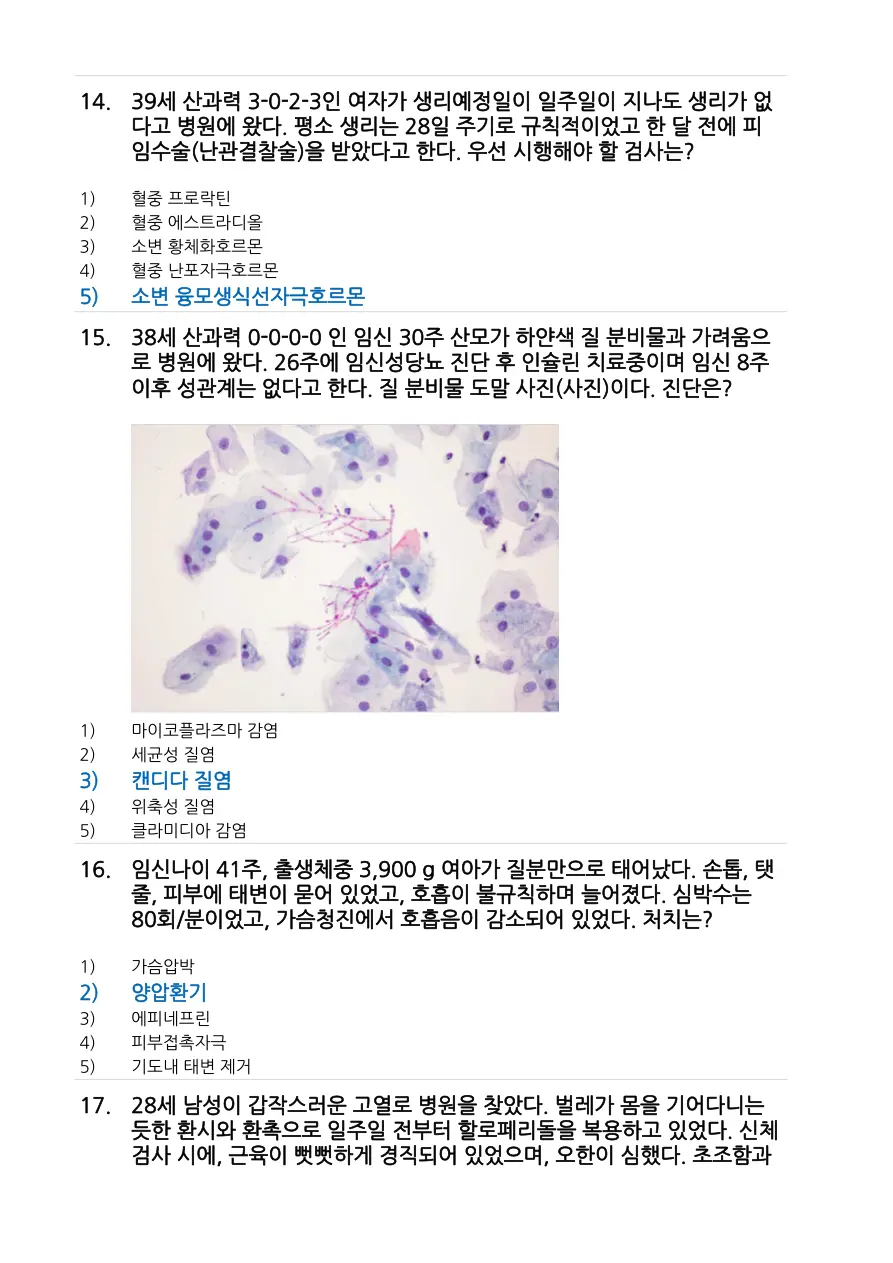 14. 39세 산과력 3-0-2-3인 여자가 생리예정일이 일주일이 지나도 생리가 없
다고 병원에 왔다. 평소 생리는 28일 주기로 규칙적이었고 한 달 전에 피
임수술(난관결찰술)을 받았다고 한다. 우선 시행해야 할 검사는?
1) 혈중 프로락틴
2) 혈중 에스트라디올
3) 소변 황체화호르몬
4) 혈중 난포자극호르몬
5) 소변 융모생식선자극호르몬
15. 38세 산과력 0-0-0-0 인 임신 30주 산모가 하얀색 질 분비물과 가려움으
로 병원에 왔다. 26주에 임신성당뇨 진단 후 인슐린 치료중이며 임신 8주
이후 성관계는 없다고 한다. 질 분비물 도말 사진(사진)이다. 진단은?
1) 마이코플라즈마 감염
2) 세균성 질염
3) 캔디다 질염
4) 위축성 질염
5) 클라미디아 감염
16. 임신나이 41주, 출생체중 3,900 g 여아가 질분만으로 태어났다. 손톱, 탯
줄, 피부에 태변이 묻어 있었고, 호흡이 불규칙하며 늘어졌다. 심박수는
80회/분이었고, 가슴청진에서 호흡음이 감소되어 있었다. 처치는?
1) 가슴압박
2) 양압환기
3) 에피네프린
4) 피부접촉자극
5) 기도내 태변 제거
17. 28세 남성이 갑작스러운 고열로 병원을 찾았다. 벌레가 몸을 기어다니는
듯한 환시와 환촉으로 일주일 전부터 할로페리돌을 복용하고 있었다. 신체
검사 시에, 근육이 뻣뻣하게 경직되어 있었으며, 오한이 심했다. 초조함과